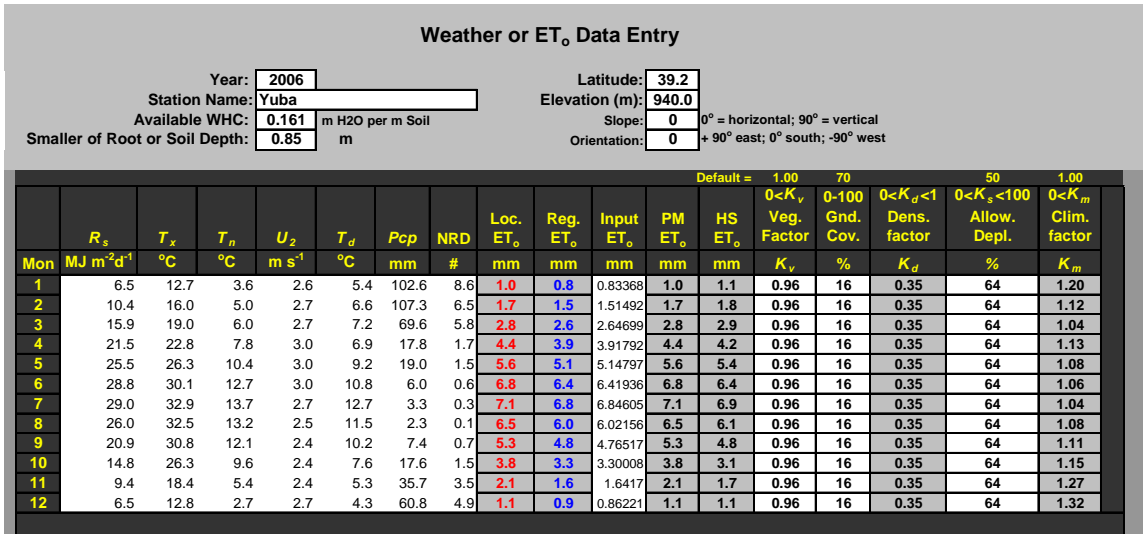 Weather or ETo Data Entry
Year: 2006 Latitude: 39.2
Station Name: Yuba Elevation (m): 940.0
Available WHC: 0.161 m H2O per m Soil Slope: 0 0° = horizontal; 90° = vertical
Smaller of Root or Soil Depth: 0.85 m Orientation: 0 + 90° east; 0° south; -90° west
Default = 1.00 70 50 1.00
0<Kv 0-100 0<Kd<1 0<Ks<100 0<Km
Loc. Reg. Input PM HS Veg. Gnd. Dens. Allow. Clim.
Rs Tx Tn U2 Td Pcp NRD ETo ETo ETo ETo ETo Factor Cov. factor Depl. factor
Mon MJ m-2d-1 °C °C m s-1 °C mm # mm mm mm mm mm Kv % Kd % Km
1 6.5 12.7 3.6 2.6 5.4 102.6 8.6 1.0 0.8 0.83368 1.0 1.1 0.96 16 0.35 64 1.20
2 10.4 16.0 5.0 2.7 6.6 107.3 6.5 1.7 1.5 1.51492 1.7 1.8 0.96 16 0.35 64 1.12
3 15.9 19.0 6.0 2.7 7.2 69.6 5.8 2.8 2.6 2.64699 2.8 2.9 0.96 16 0.35 64 1.04
4 21.5 22.8 7.8 3.0 6.9 17.8 1.7 4.4 3.9 3.91792 4.4 4.2 0.96 16 0.35 64 1.13
5 25.5 26.3 10.4 3.0 9.2 19.0 1.5 5.6 5.1 5.14797 5.6 5.4 0.96 16 0.35 64 1.08
6 28.8 30.1 12.7 3.0 10.8 6.0 0.6 6.8 6.4 6.41936 6.8 6.4 0.96 16 0.35 64 1.06
7 29.0 32.9 13.7 2.7 12.7 3.3 0.3 7.1 6.8 6.84605 7.1 6.9 0.96 16 0.35 64 1.04
8 26.0 32.5 13.2 2.5 11.5 2.3 0.1 6.5 6.0 6.02156 6.5 6.1 0.96 16 0.35 64 1.08
9 20.9 30.8 12.1 2.4 10.2 7.4 0.7 5.3 4.8 4.76517 5.3 4.8 0.96 16 0.35 64 1.11
10 14.8 26.3 9.6 2.4 7.6 17.6 1.5 3.8 3.3 3.30008 3.8 3.1 0.96 16 0.35 64 1.15
11 9.4 18.4 5.4 2.4 5.3 35.7 3.5 2.1 1.6 1.6417 2.1 1.7 0.96 16 0.35 64 1.27
12 6.5 12.8 2.7 2.7 4.3 60.8 4.9 1.1 0.9 0.86221 1.1 1.1 0.96 16 0.35 64 1.32